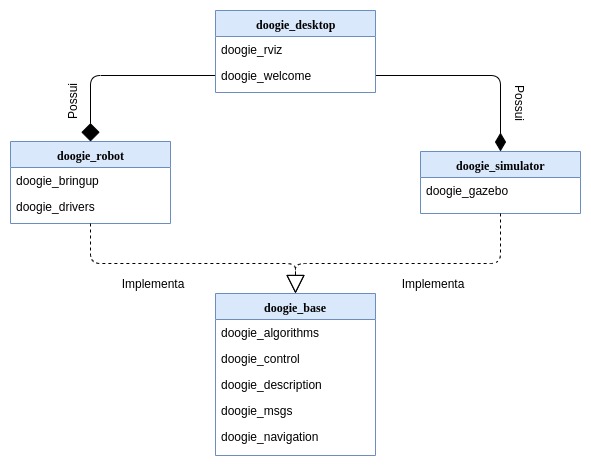 doogie_desktop
doogie_rviz
doogie_welcome
Possui
Possui
doogie_robot
doogie_bringup
doogie_drivers
doogie_simulator
doogie_gazebo
Implementa
Implementa
doogie_base
doogie_algorithms
doogie_control
doogie_description
doogie_msgs
doogie_navigation